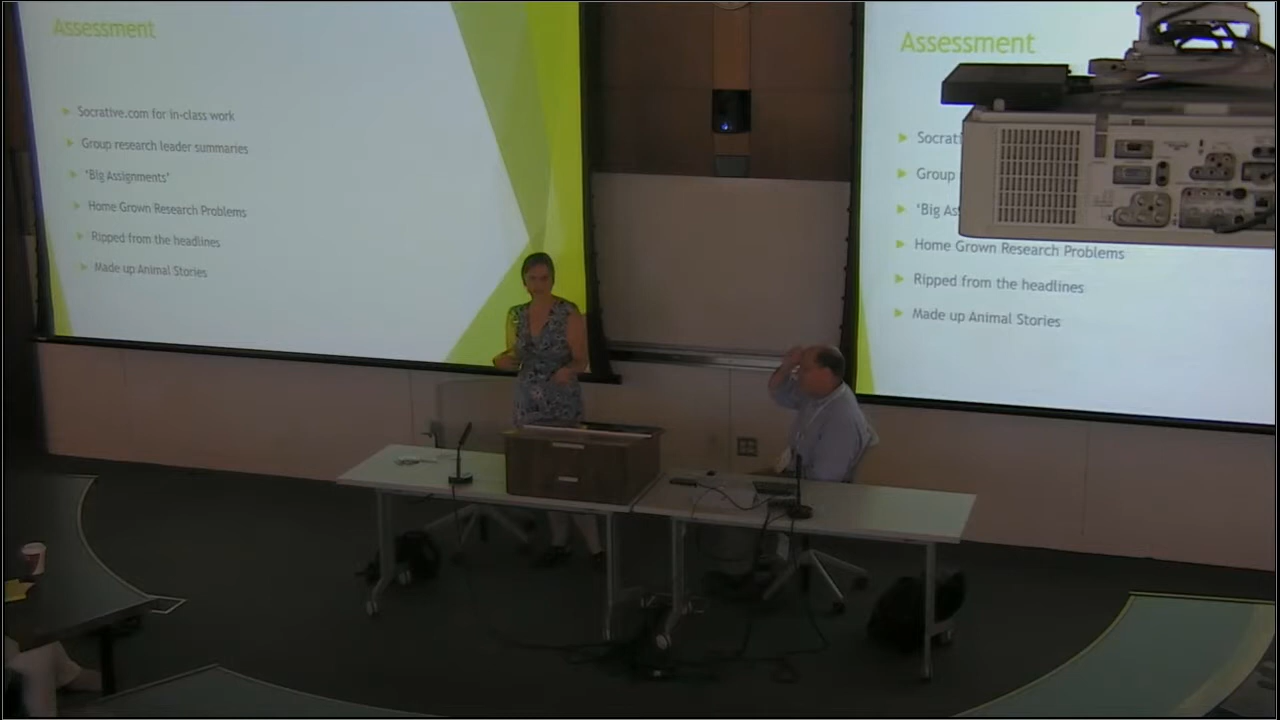 Assessment
Socrative.com for in-class work
Group research leader summaries
"Big Assignments"
Home Grown Research Problems
Ripped from the headlines
Made up Animal Stories
Assessment
Socrati
Group
"Big As
Home Grown Research Problems
Ripped from the headlines
Made up Animal Stories